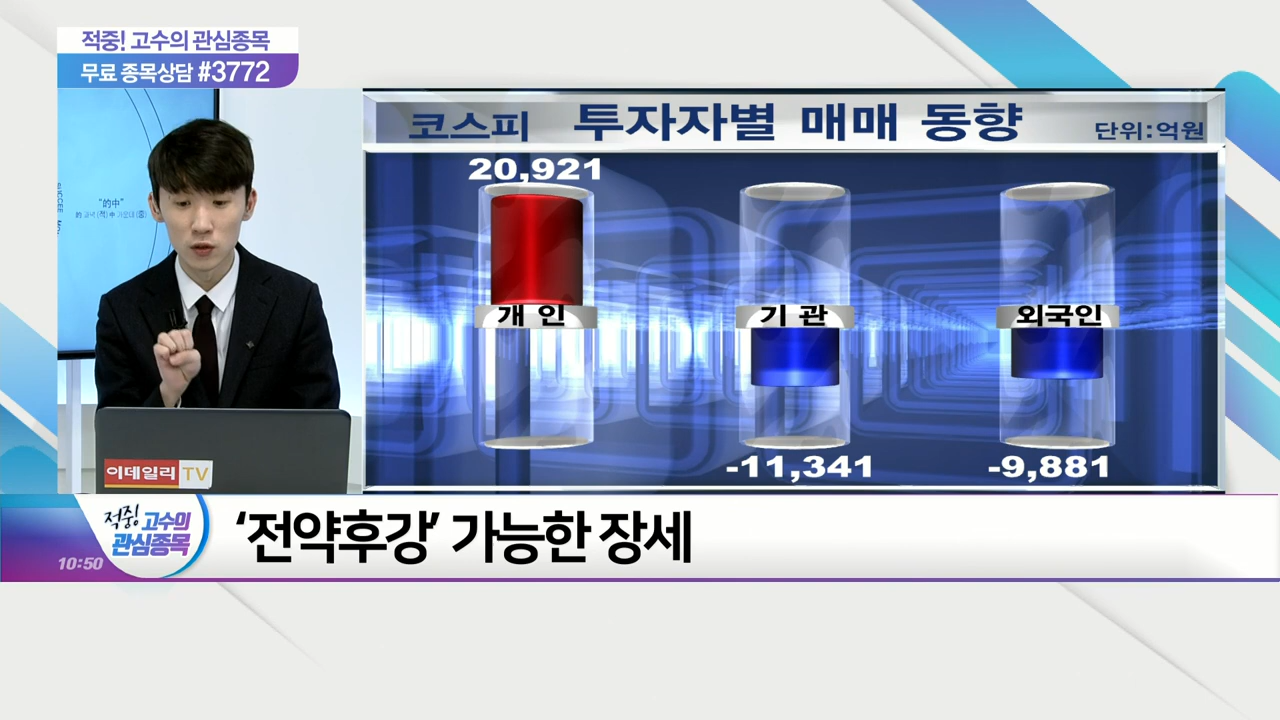 적중! 고수의 관심종목
무료 종목상담 #3772
"的中"
코스피 투자자별 매매 동향 단위:억원
20,921
개 인
기 관
외국인
-11,341
-9,881
이데일리 TV
적중! 고수의
관심종목
10:50
‘전약후강’ 가능한 장세